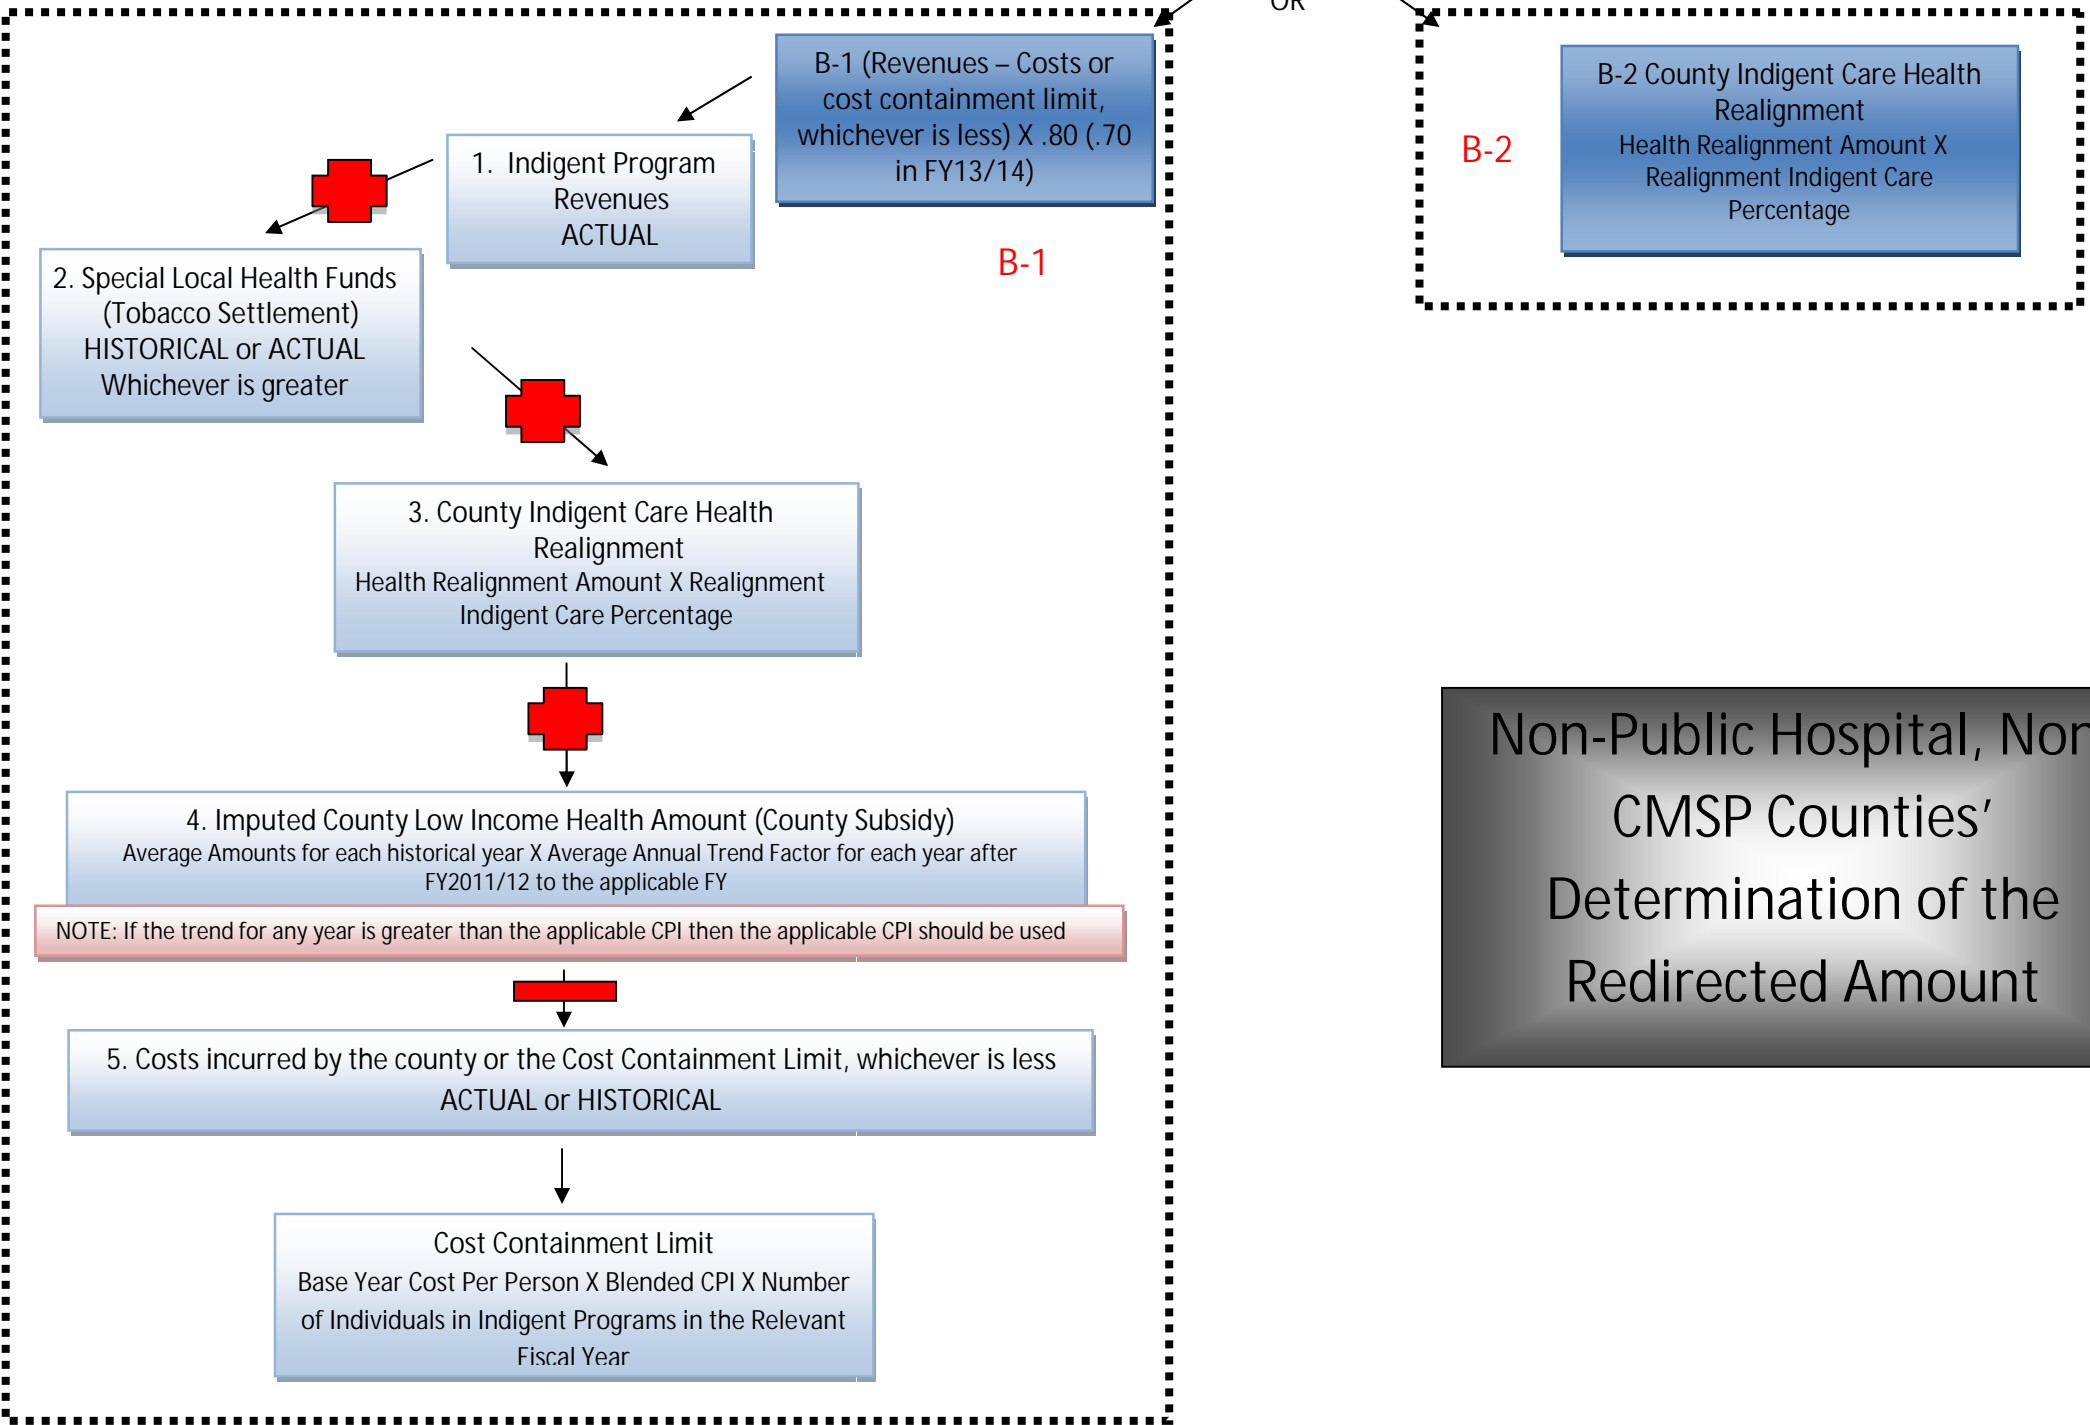 OR
B-1 (Revenues – Costs or
cost containment limit,
whichever is less) X .80 (.70
in FY13/14)
1. Indigent Program
Revenues
ACTUAL
B-1
2. Special Local Health Funds
(Tobacco Settlement)
HISTORICAL or ACTUAL
Whichever is greater
3. County Indigent Care Health
Realignment
Health Realignment Amount X Realignment
Indigent Care Percentage
4. Imputed County Low Income Health Amount (County Subsidy)
Average Amounts for each historical year X Average Annual Trend Factor for each year after
FY2011/12 to the applicable FY
NOTE: If the trend for any year is greater than the applicable CPI then the applicable CPI should be used
5. Costs incurred by the county or the Cost Containment Limit, whichever is less
ACTUAL or HISTORICAL
Cost Containment Limit
Base Year Cost Per Person X Blended CPI X Number
of Individuals in Indigent Programs in the Relevant
Fiscal Year
B-2
B-2 County Indigent Care Health
Realignment
Health Realignment Amount X
Realignment Indigent Care
Percentage
Non-Public Hospital, Non
CMSP Counties’
Determination of the
Redirected Amount